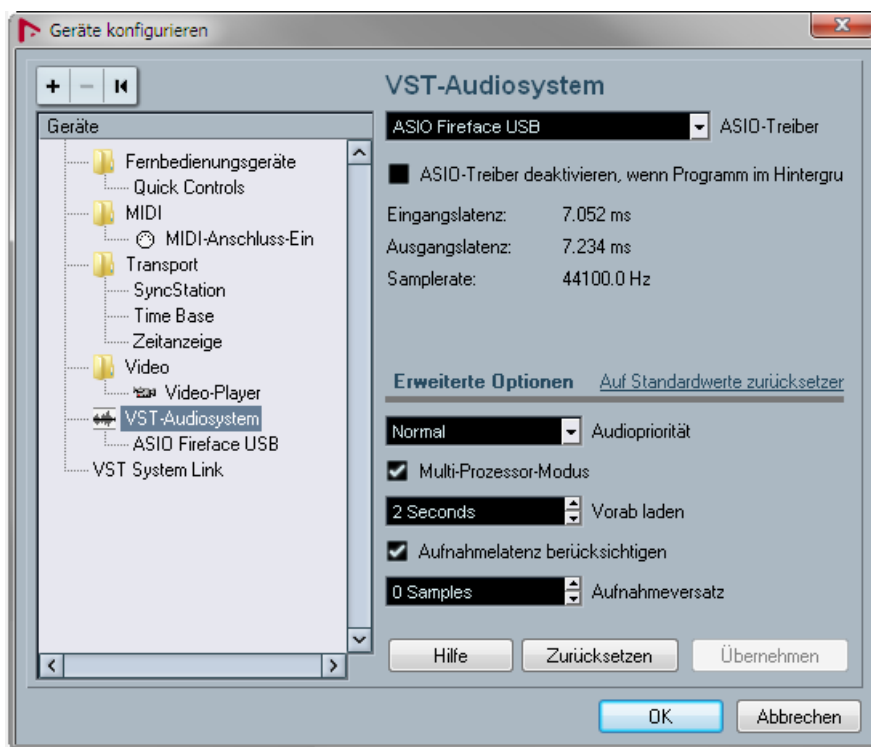 Geräte konfigurieren
Geräte
Fernbedienungsgeräte
Quick Controls
MIDI
MIDI-Anschluss-Ein
Transport
SyncStation
Time Base
Zeitanzeige
Video
Video-Player
VST-Audiosystem
ASIO Fireface USB
VST System Link
VST-Audiosystem
ASIO Fireface USB ASIO-Treiber
ASIO-Treiber deaktivieren, wenn Programm im Hintergru
Eingangslatenz: 7.052 ms
Ausgangslatenz: 7.234 ms
Samplerate: 44100.0 Hz
Erweiterte Optionen Auf Standardwerte zurücksetzer
Normal Audiopriorität
Multi-Prozessor-Modus
2 Seconds Vorab laden
Aufnahmelatenz berücksichtigen
0 Samples Aufnahmeversatz
Hilfe Zurücksetzen Übernehmen
OK Abbrechen